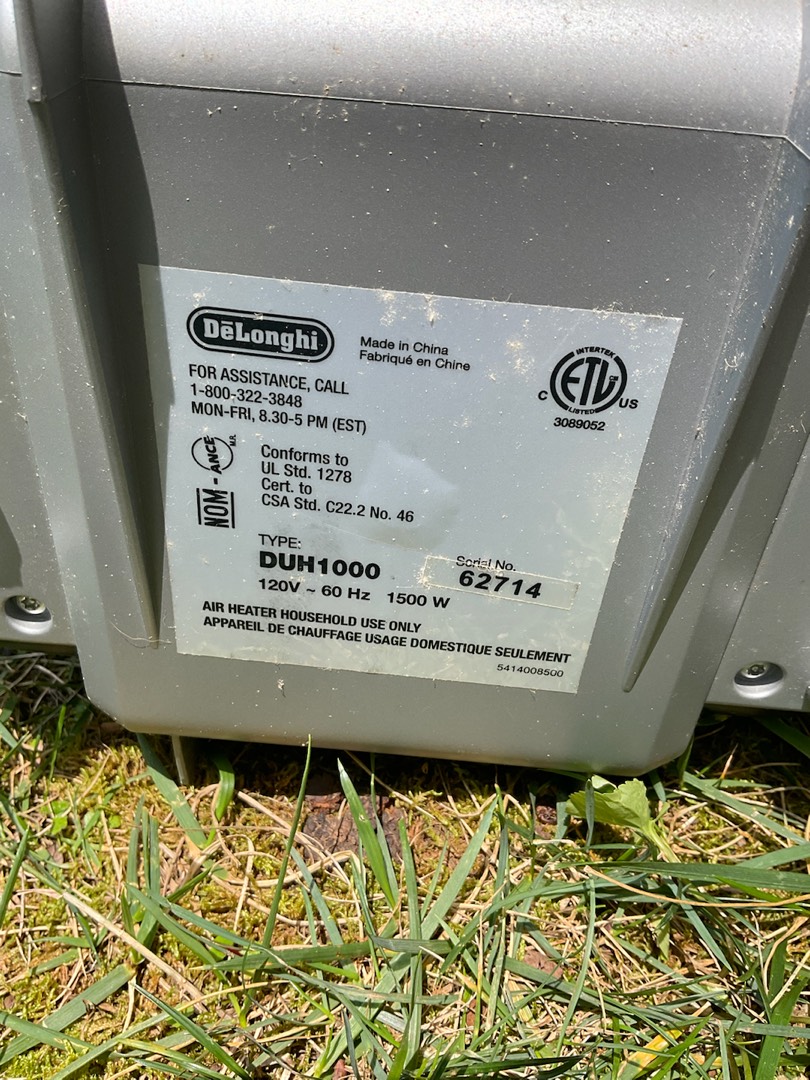 DēLonghi
Made in China
Fabriqué en Chine
FOR ASSISTANCE, CALL
1-800-322-3848
MON-FRI, 8.30-5 PM (EST)
INTERTEK
C ETL CM US
LISTED
3089052
NOM - ANCE M.R.
Conforms to
UL Std. 1278
Cert. to
CSA Std. C22.2 No. 46
TYPE:
DUH1000
120V ~ 60 Hz 1500 W
Serial No.
62714
AIR HEATER HOUSEHOLD USE ONLY
APPAREIL DE CHAUFFAGE USAGE DOMESTIQUE SEULEMENT
5414008500